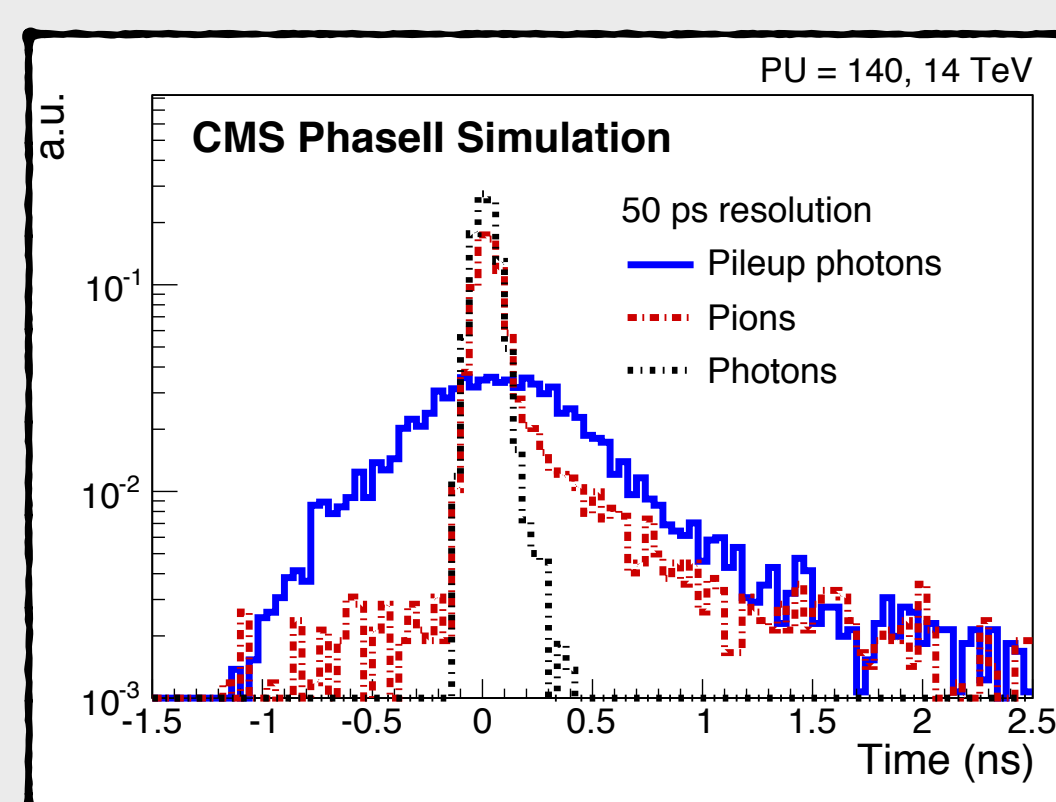 PU = 140, 14 TeV
a.u.
CMS PhaseII Simulation
50 ps resolution
Pileup photons
Pions
Photons
10-1
10-2
10-3
-1.5 -1 -0.5 0 0.5 1 1.5 2 2.5
Time (ns)